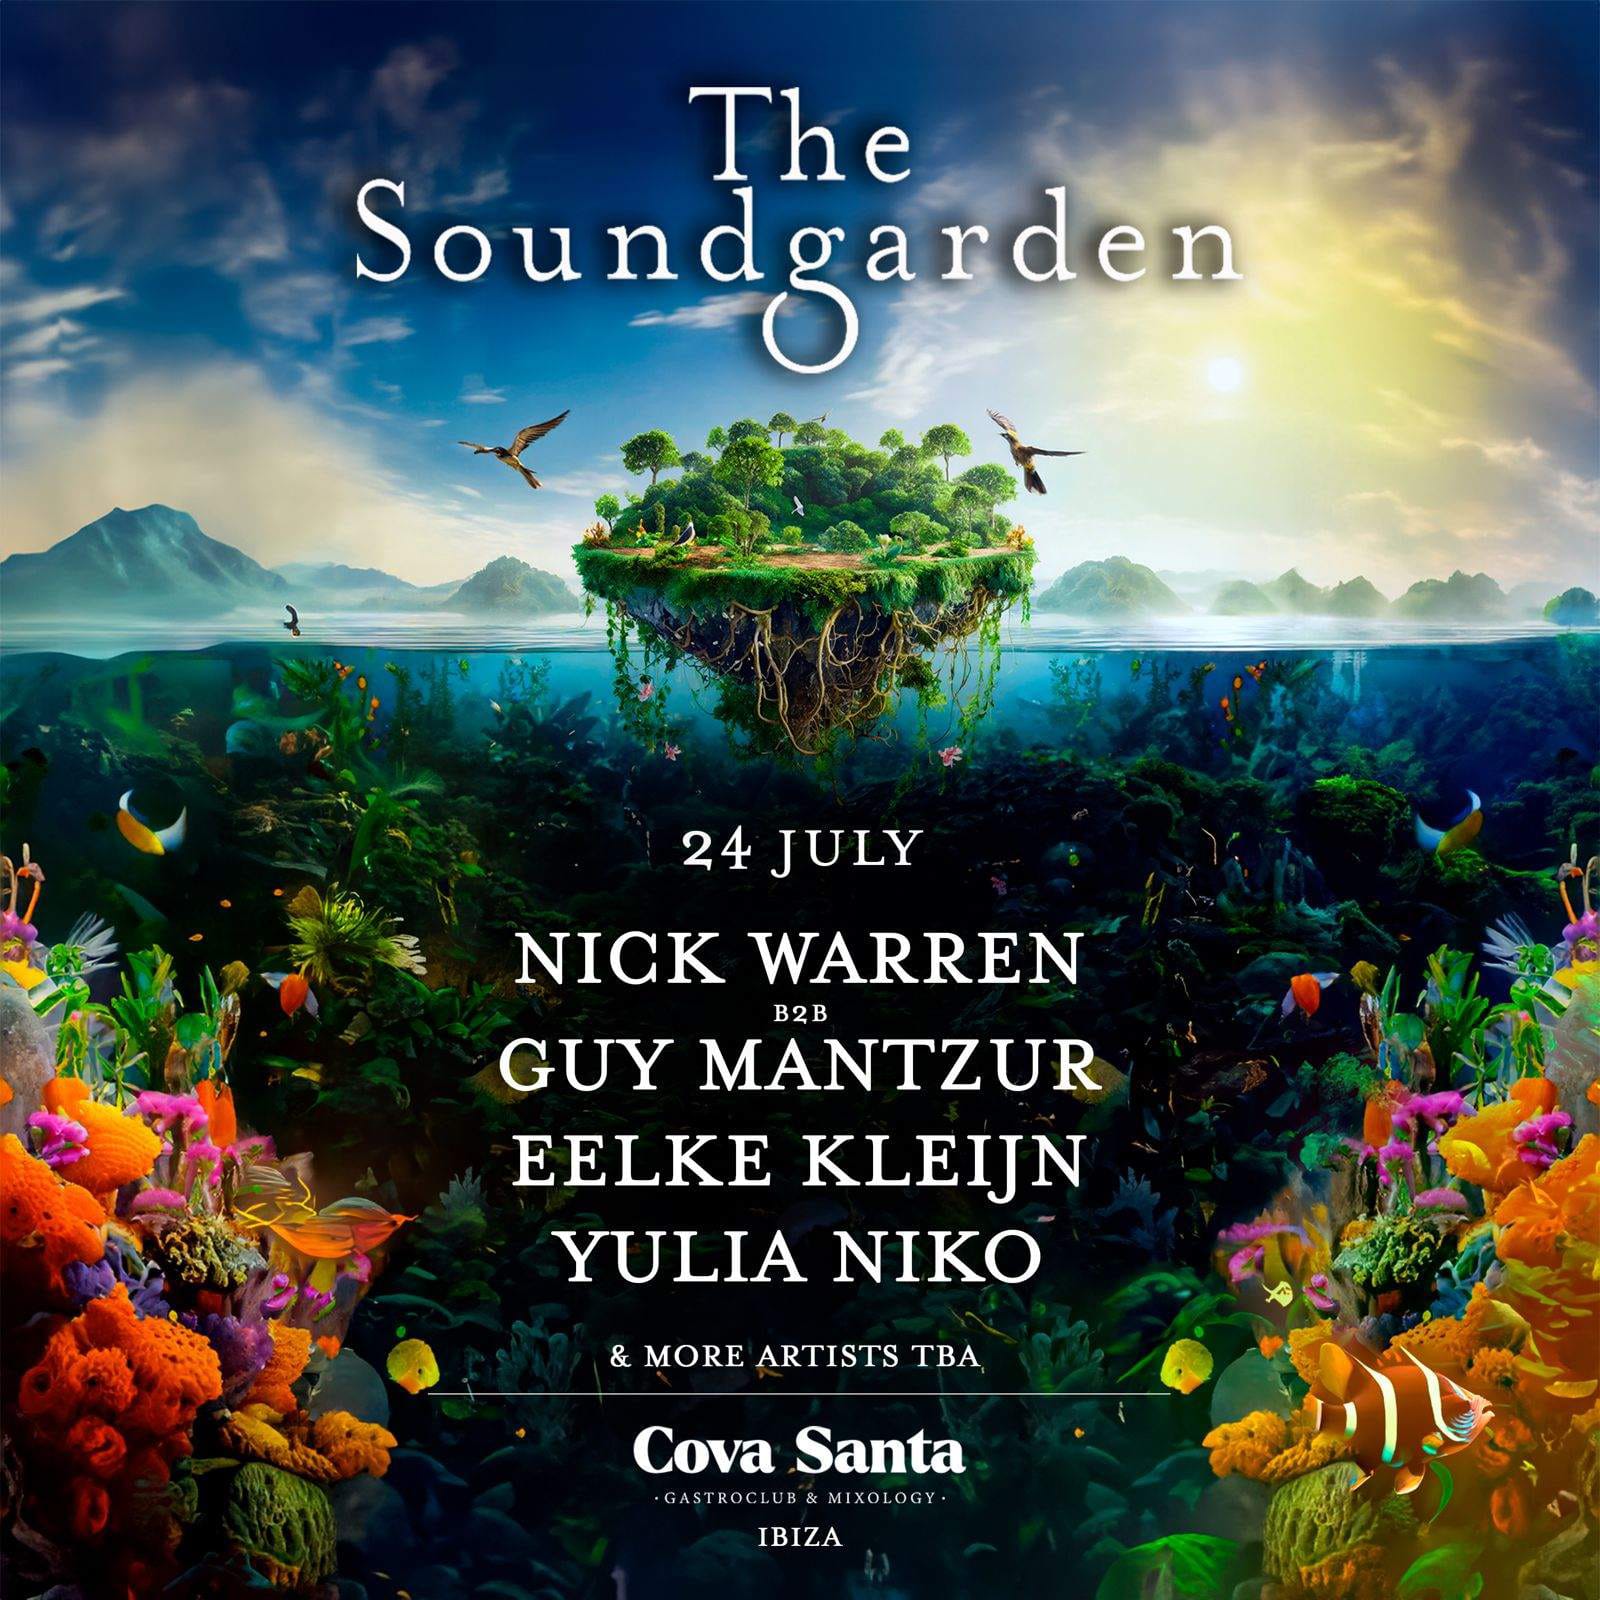 The
Soundgarden
24 JULY
NICK WARREN
B2B
GUY MANTZUR
EELKE KLEIJN
YULIA NIKO
& MORE ARTISTS TBA
Cova Santa
· GASTROCLUB & MIXOLOGY ·
IBIZA